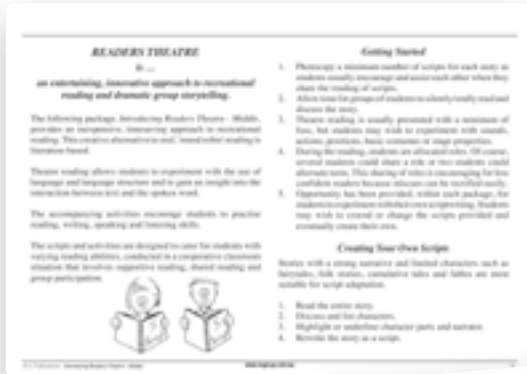 READERS THEATRE
is ....
an entertaining, innovative approach to recreational
reading and dramatic group storytelling.
The following package, Introducing Readers Theatre - Middle,
provides an inexpensive, innovative approach to recreational
reading. This creative alternative to oral, 'round robin' reading is
literature-based.
Theatre reading allows students to experiment with the use of
language and language structure and to gain an insight into the
interaction between text and the spoken word.
The accompanying activities encourage students to practise
reading, writing, speaking and listening skills.
The scripts and activities are designed to cater for students with
varying reading abilities, conducted in a cooperative classroom
situation that involves supportive reading, shared reading and
group participation.
Getting Started
1. Photocopy a minimum number of scripts for each story as
students usually encourage and assist each other when they
share the reading of scripts.
2. Allow time for groups of students to silently/orally read and
discuss the story.
3. Theatre reading is usually presented with a minimum of
fuss, but students may wish to experiment with sounds,
actions, positions, basic costumes or stage properties.
4. During the reading, students are allocated roles. Of course,
several students could share a role or two students could
alternate turns. This sharing of roles is encouraging for less
confident readers because miscues can be rectified easily.
5. Opportunity has been provided, within each package, for
students to experiment with their own scriptwriting. Students
may wish to extend or change the scripts provided and
eventually create their own.
Creating Your Own Scripts
Stories with a strong narrative and limited characters such as
fairytales, folk stories, cumulative tales and fables are most
suitable for script adaptation.
1. Read the entire story.
2. Discuss and list characters.
3. Highlight or underline character parts and narrator.
4. Rewrite the story as a script.
Introducing Readers Theatre - Middle